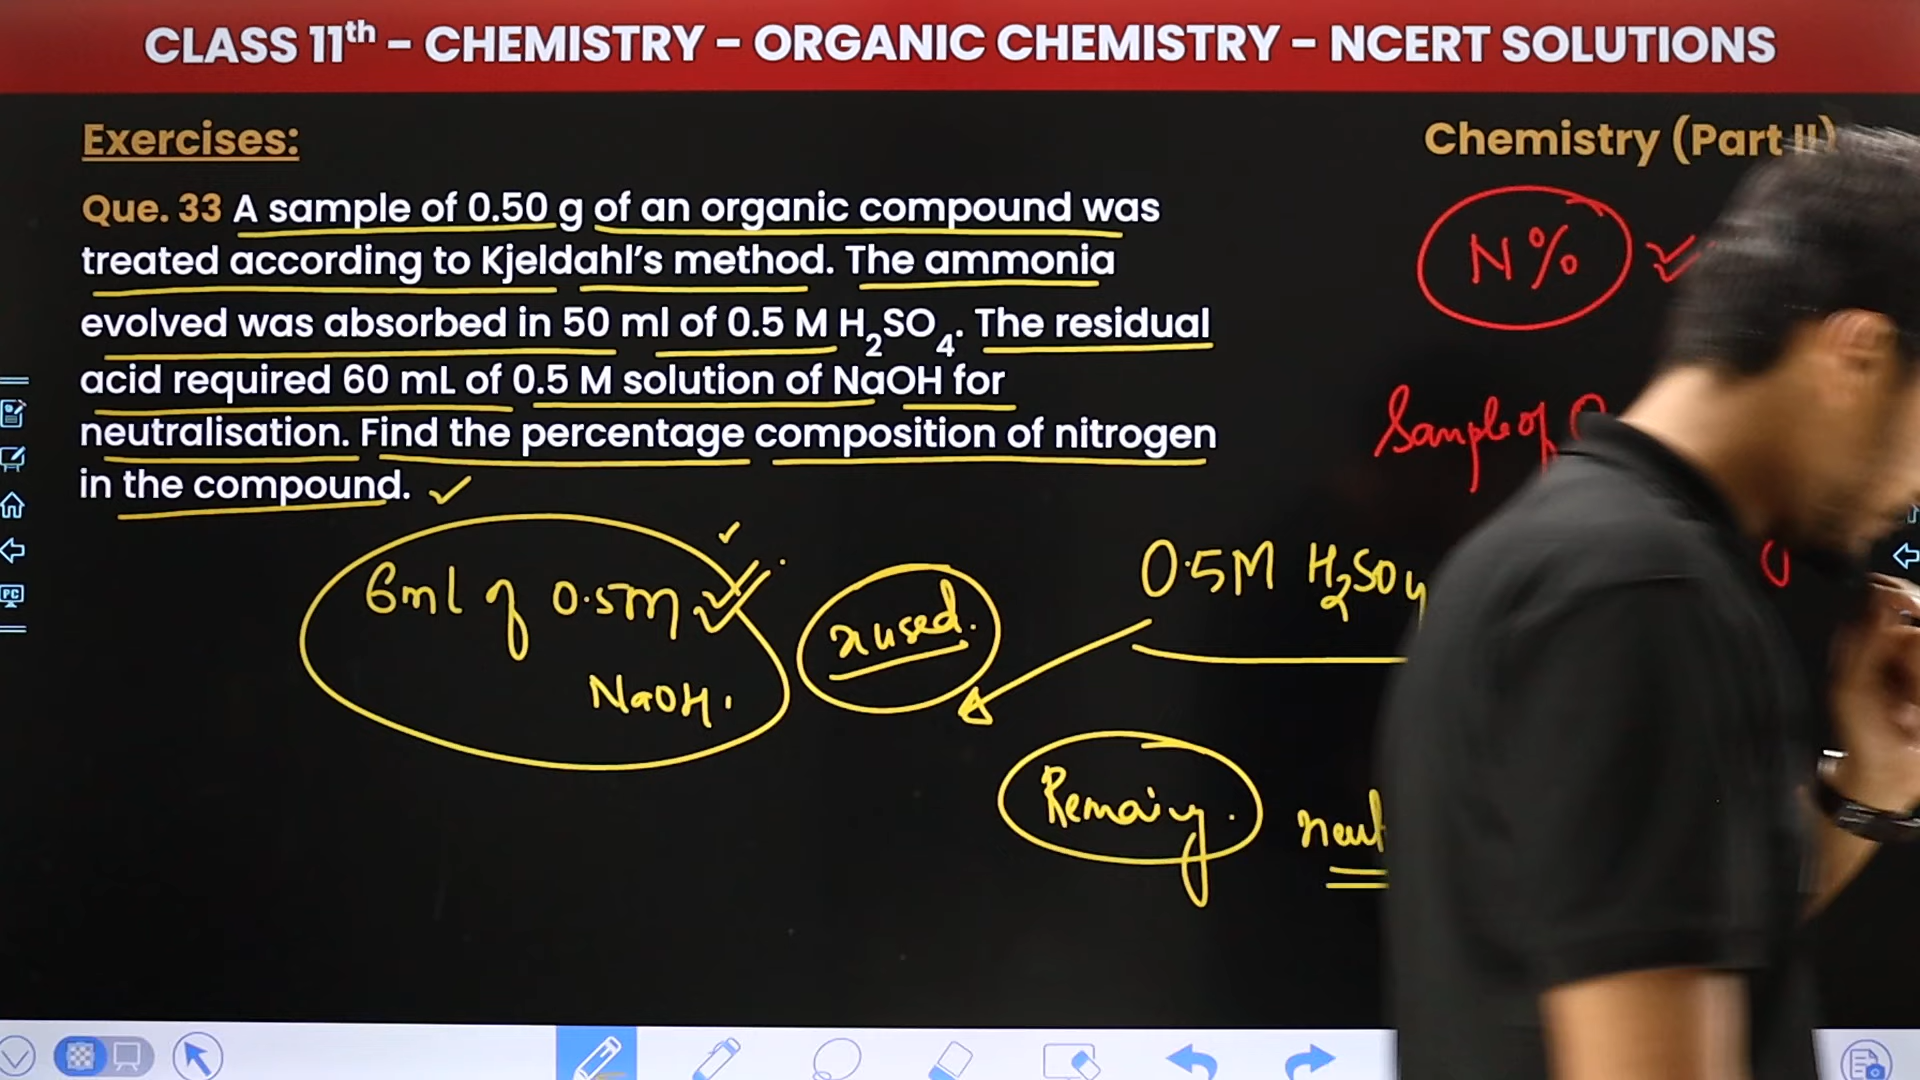 CLASS 11th - CHEMISTRY - ORGANIC CHEMISTRY - NCERT SOLUTIONS
Exercises:
Chemistry (Part II)
Que. 33 A sample of 0.50 g of an organic compound was
treated according to Kjeldahl's method. The ammonia
evolved was absorbed in 50 ml of 0.5 M H₂SO₄. The residual
acid required 60 mL of 0.5 M solution of NaOH for
neutralisation. Find the percentage composition of nitrogen
in the compound.
N%
Sample of
6ml of 0.5M
NaOH.
used.
0.5M H₂SO₄
PC